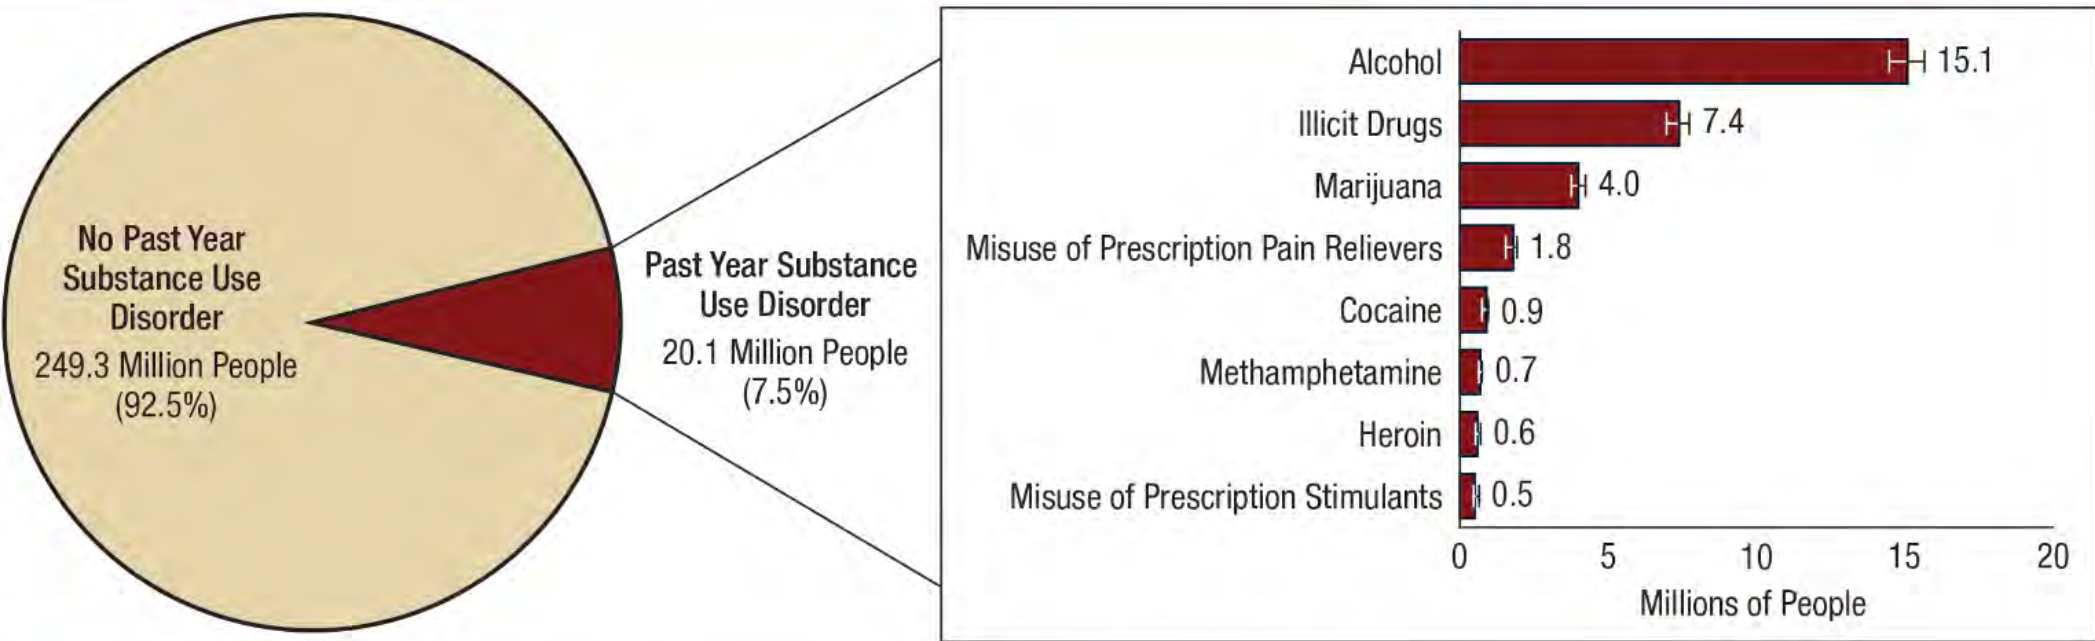 No Past Year
Substance Use
Disorder
249.3 Million People
(92.5%)
Past Year Substance
Use Disorder
20.1 Million People
(7.5%)
Alcohol 15.1
Illicit Drugs 7.4
Marijuana 4.0
Misuse of Prescription Pain Relievers 1.8
Cocaine 0.9
Methamphetamine 0.7
Heroin 0.6
Misuse of Prescription Stimulants 0.5
0 5 10 15 20
Millions of People